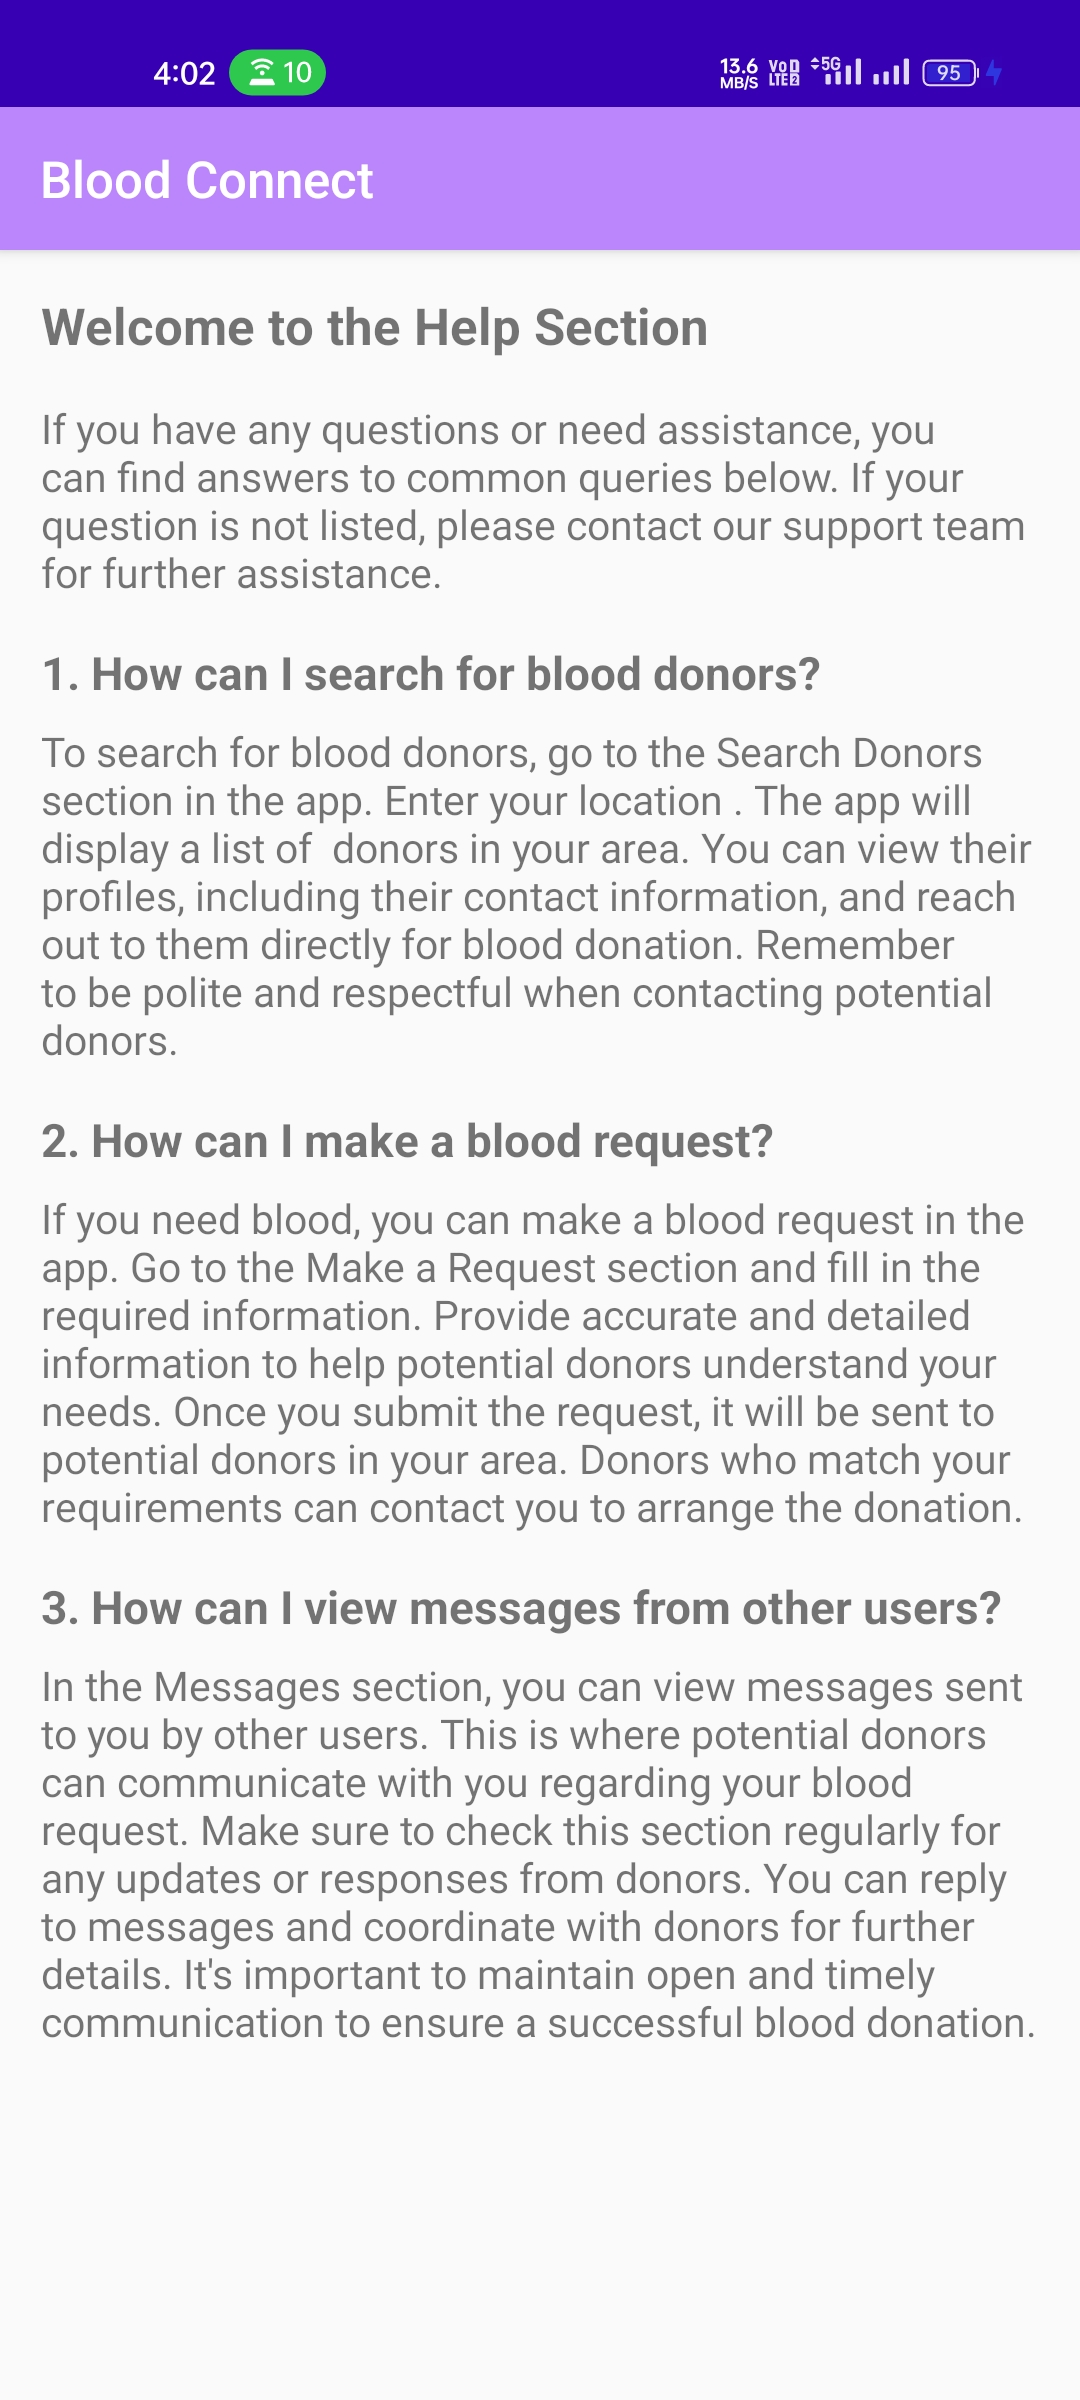 4:02 10 13.6 MB/S VoD LTE2 5G 95
Blood Connect
Welcome to the Help Section
If you have any questions or need assistance, you
can find answers to common queries below. If your
question is not listed, please contact our support team
for further assistance.
1. How can I search for blood donors?
To search for blood donors, go to the Search Donors
section in the app. Enter your location . The app will
display a list of  donors in your area. You can view their
profiles, including their contact information, and reach
out to them directly for blood donation. Remember
to be polite and respectful when contacting potential
donors.
2. How can I make a blood request?
If you need blood, you can make a blood request in the
app. Go to the Make a Request section and fill in the
required information. Provide accurate and detailed
information to help potential donors understand your
needs. Once you submit the request, it will be sent to
potential donors in your area. Donors who match your
requirements can contact you to arrange the donation.
3. How can I view messages from other users?
In the Messages section, you can view messages sent
to you by other users. This is where potential donors
can communicate with you regarding your blood
request. Make sure to check this section regularly for
any updates or responses from donors. You can reply
to messages and coordinate with donors for further
details. It's important to maintain open and timely
communication to ensure a successful blood donation.